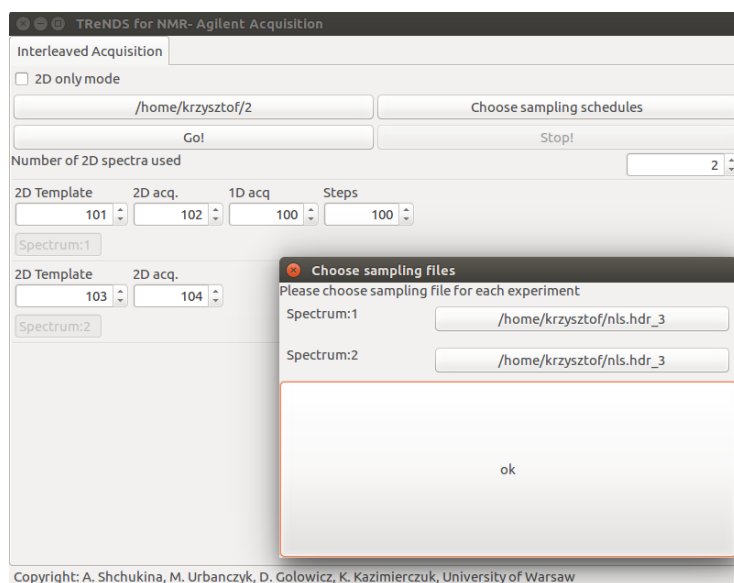 TReNDS for NMR- Agilent Acquisition
Interleaved Acquisition
2D only mode
/home/krzysztof/2 Choose sampling schedules
Go! Stop!
Number of 2D spectra used 2
2D Template 2D acq. 1D acq Steps
101 102 100 100
Spectrum:1
2D Template 2D acq.
103 104
Spectrum:2
Choose sampling files
Please choose sampling file for each experiment
Spectrum:1 /home/krzysztof/nls.hdr_3
Spectrum:2 /home/krzysztof/nls.hdr_3
ok
Copyright: A. Shchukina, M. Urbanczyk, D. Golowicz, K. Kazimierczuk, University of Warsaw